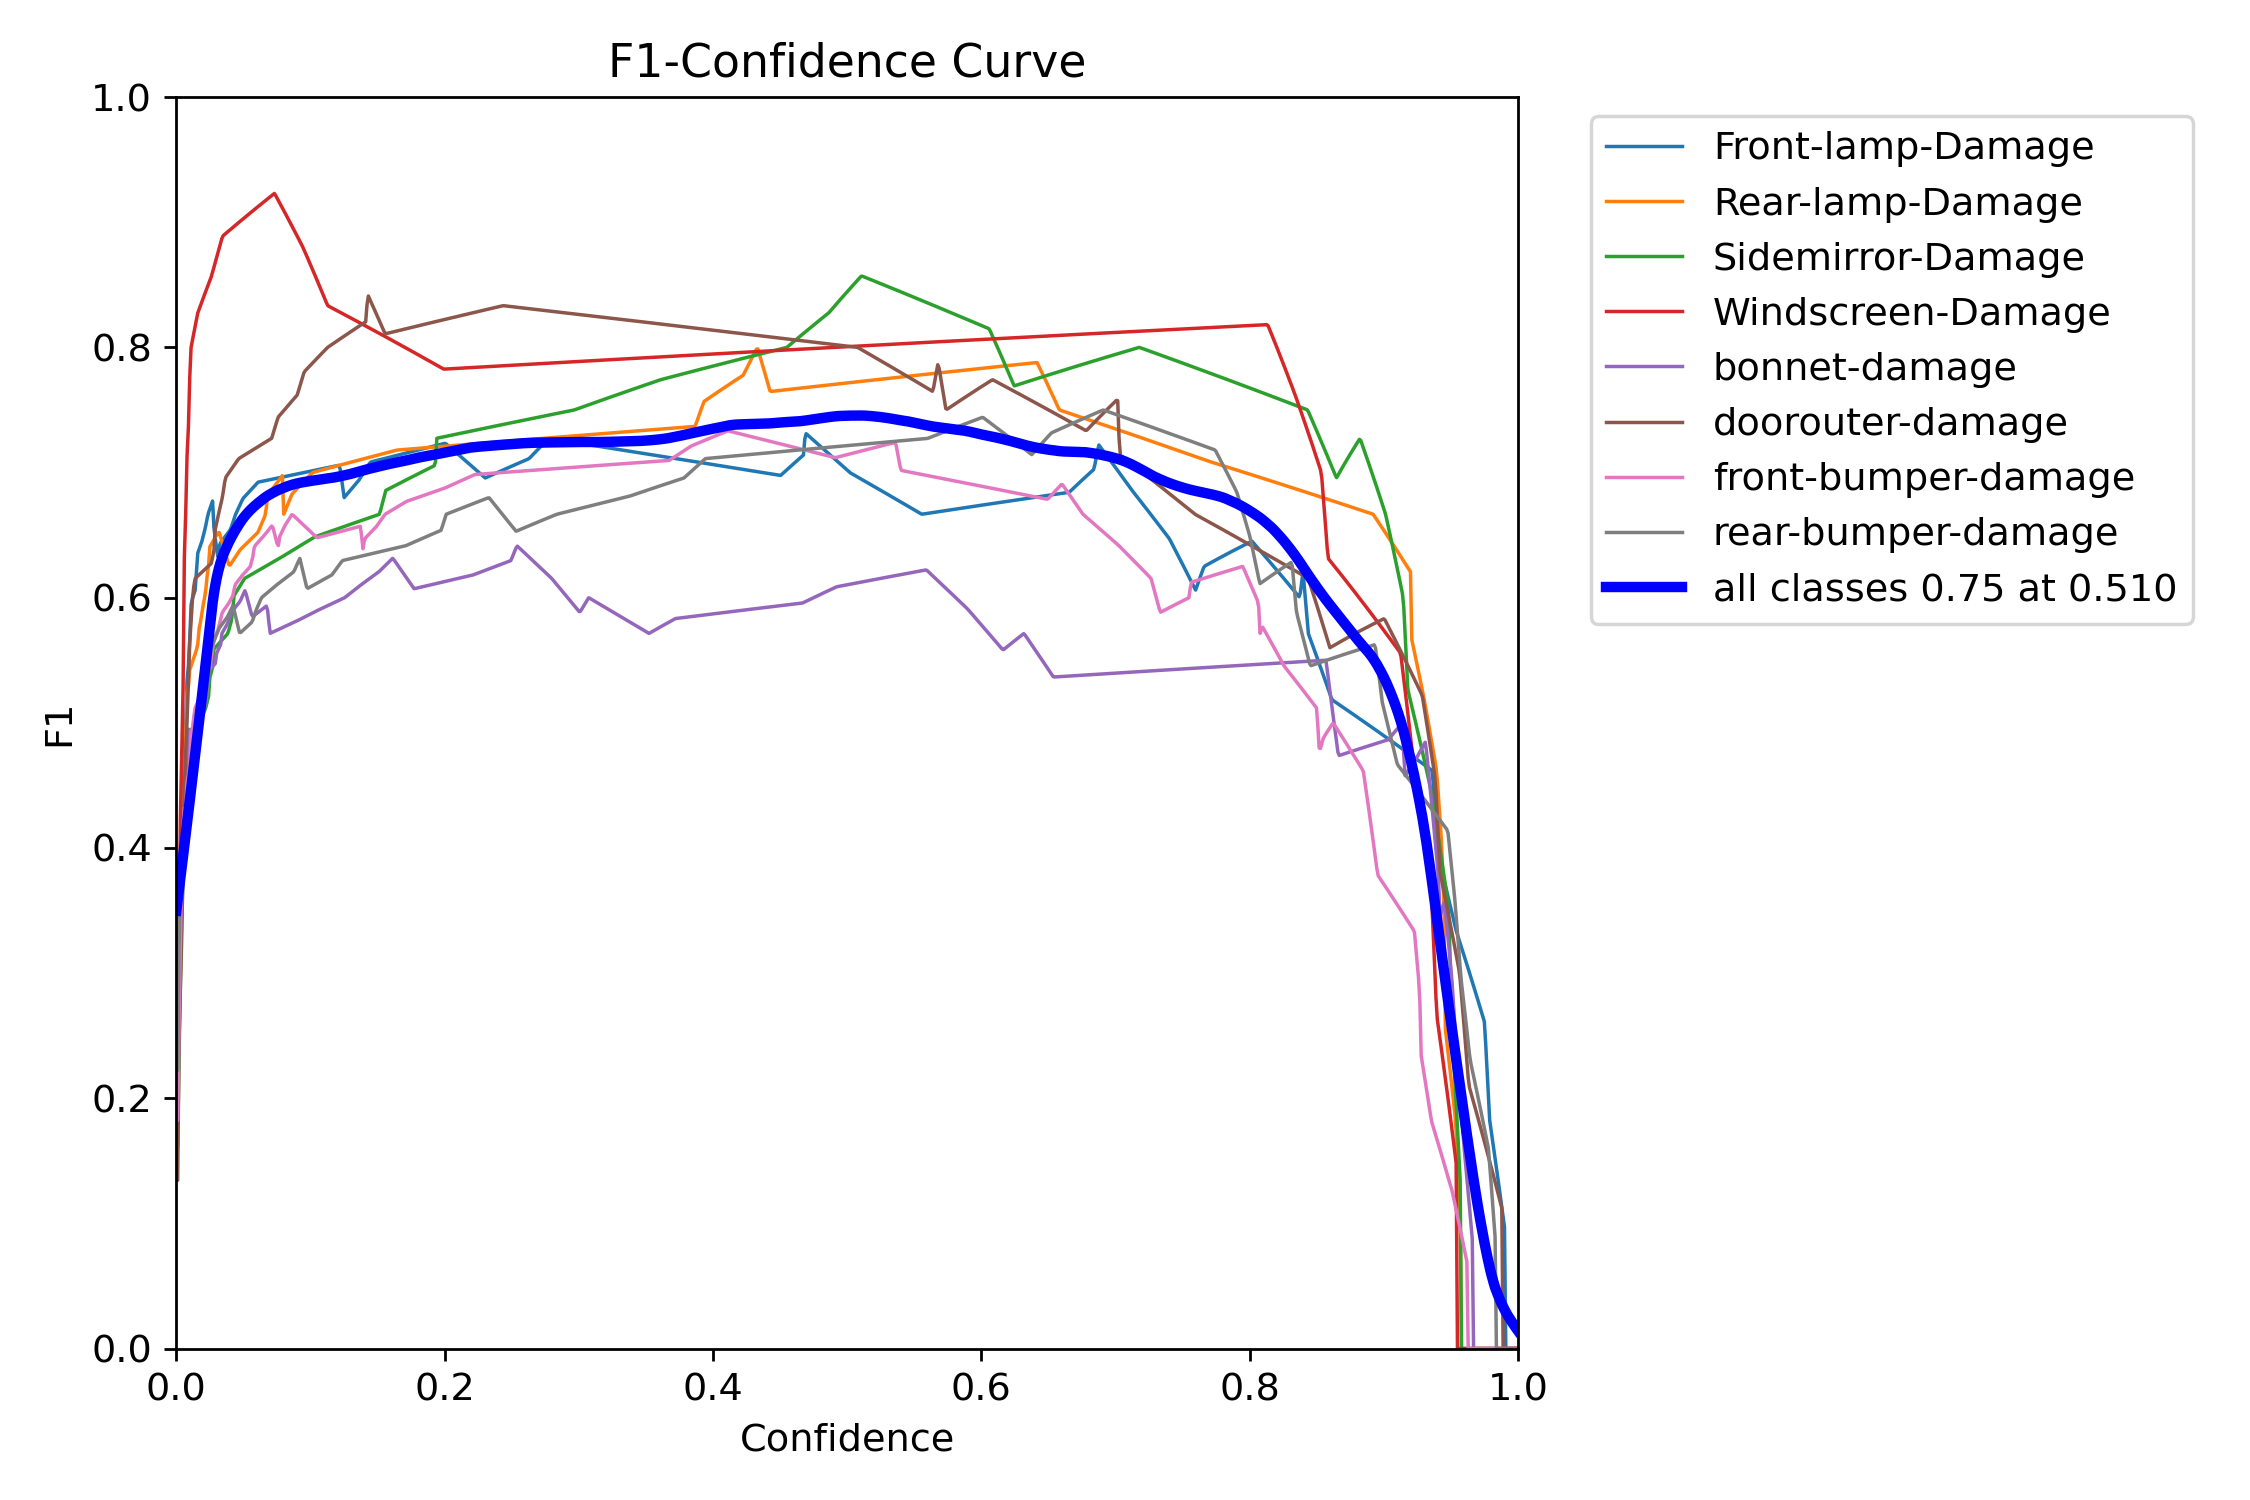 F1-Confidence Curve
1.0
0.8
0.6
0.4
0.2
0.0
F1
0.0 0.2 0.4 0.6 0.8 1.0
Confidence
Front-lamp-Damage
Rear-lamp-Damage
Sidemirror-Damage
Windscreen-Damage
bonnet-damage
doorouter-damage
front-bumper-damage
rear-bumper-damage
all classes 0.75 at 0.510